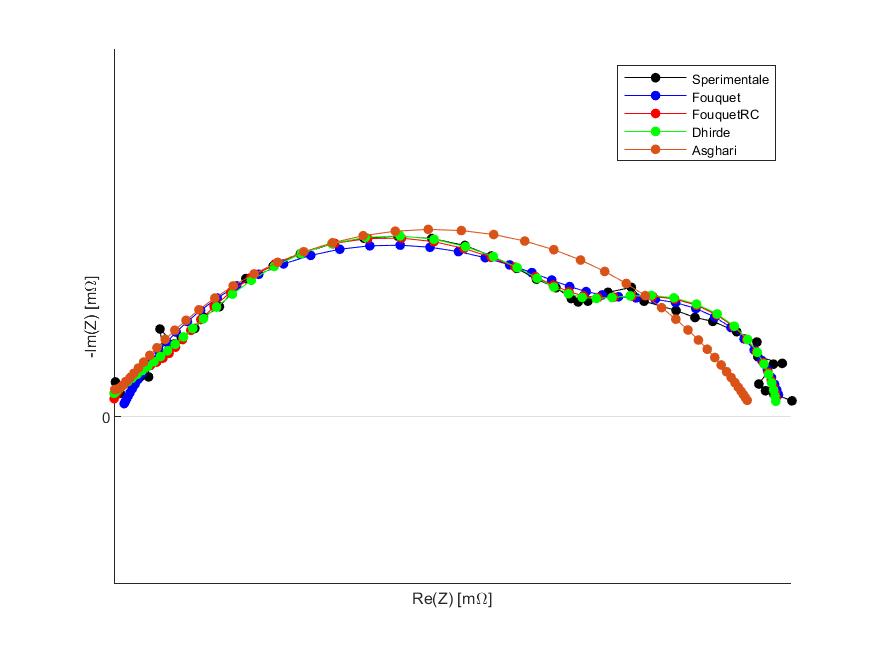 Sperimentale
Fouquet
FouquetRC
Dhirde
Asghari
-Im(Z) [mΩ]
0
Re(Z) [mΩ]